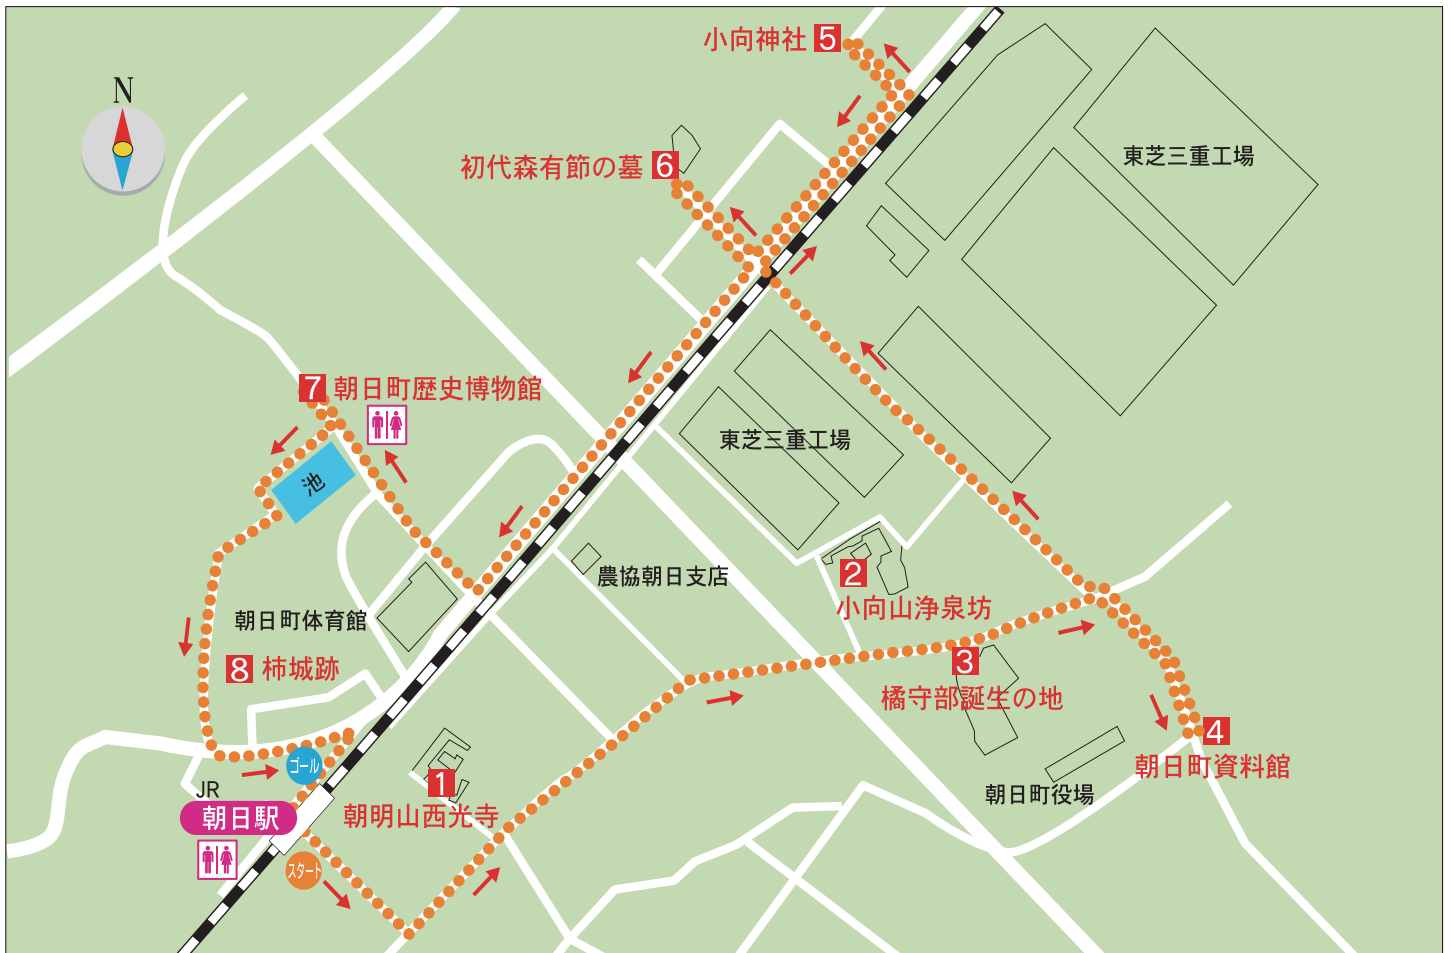 N
小向神社 5
初代森有節の墓 6
東芝三重工場
7 朝日町歴史博物館
池
東芝三重工場
農協朝日支店
2
小向山浄泉坊
朝日町体育館
8 柿城跡
3
橘守部誕生の地
4
朝日町資料館
朝日町役場
ゴール
JR
朝日駅
1
朝明山西光寺
スタート